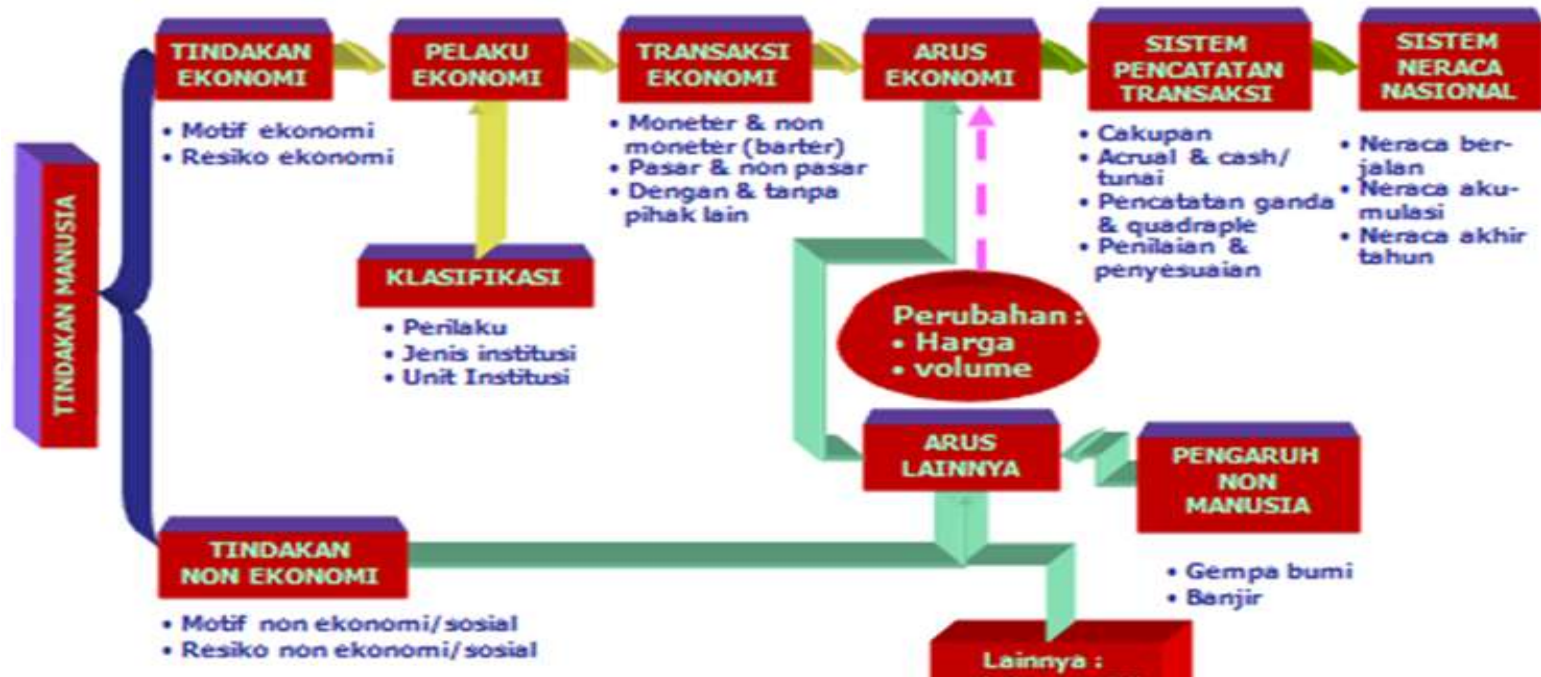 TINDAKAN MANUSIA
TINDAKAN
EKONOMI
• Motif ekonomi
• Resiko ekonomi
PELAKU
EKONOMI
KLASIFIKASI
• Perilaku
• Jenis institusi
• Unit Institusi
TRANSAKSI
EKONOMI
• Moneter & non
moneter (barter)
• Pasar & non pasar
• Dengan & tanpa
pihak lain
ARUS
EKONOMI
Perubahan :
• Harga
• volume
SISTEM
PENCATATAN
TRANSAKSI
• Cakupan
• Acrual & cash/
tunai
• Pencatatan ganda
& quadraple
• Penilaian &
penyesuaian
SISTEM
NERACA
NASIONAL
• Neraca ber-
jalan
• Neraca aku-
mulasi
• Neraca akhir
tahun
ARUS
LAINNYA
PENGARUH
NON
MANUSIA
• Gempa bumi
• Banjir
TINDAKAN
NON EKONOMI
• Motif non ekonomi/sosial
• Resiko non ekonomi/sosial
Lainnya :